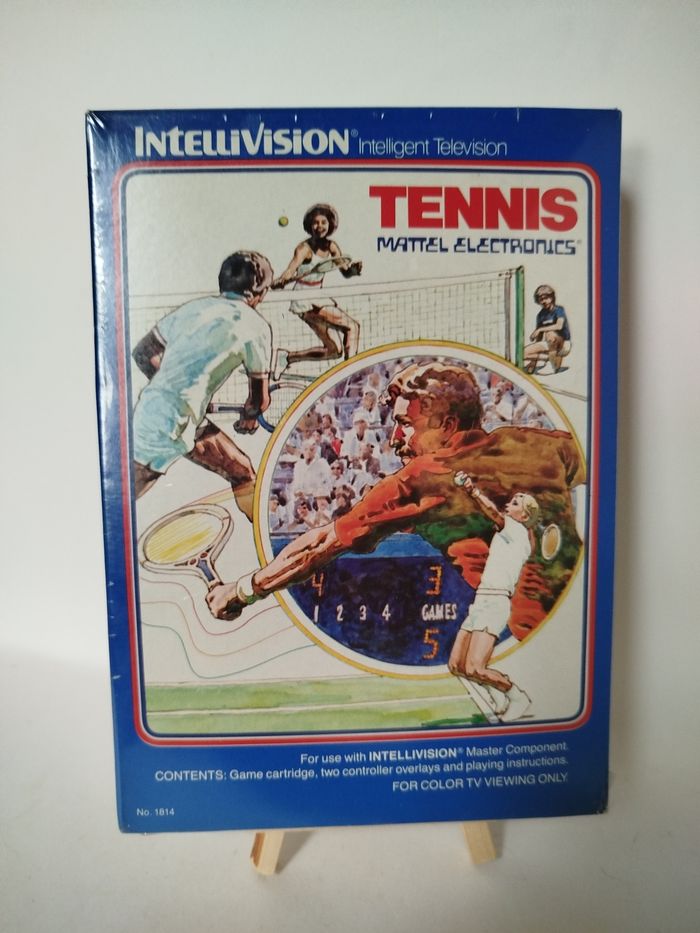 INTELLIVISION® Intelligent Television
TENNIS
MATTEL ELECTRONICS®
4 3
1 2 3 4 GAMES
5
For use with INTELLIVISION® Master Component.
CONTENTS: Game cartridge, two controller overlays and playing instructions.
FOR COLOR TV VIEWING ONLY.
No. 1814